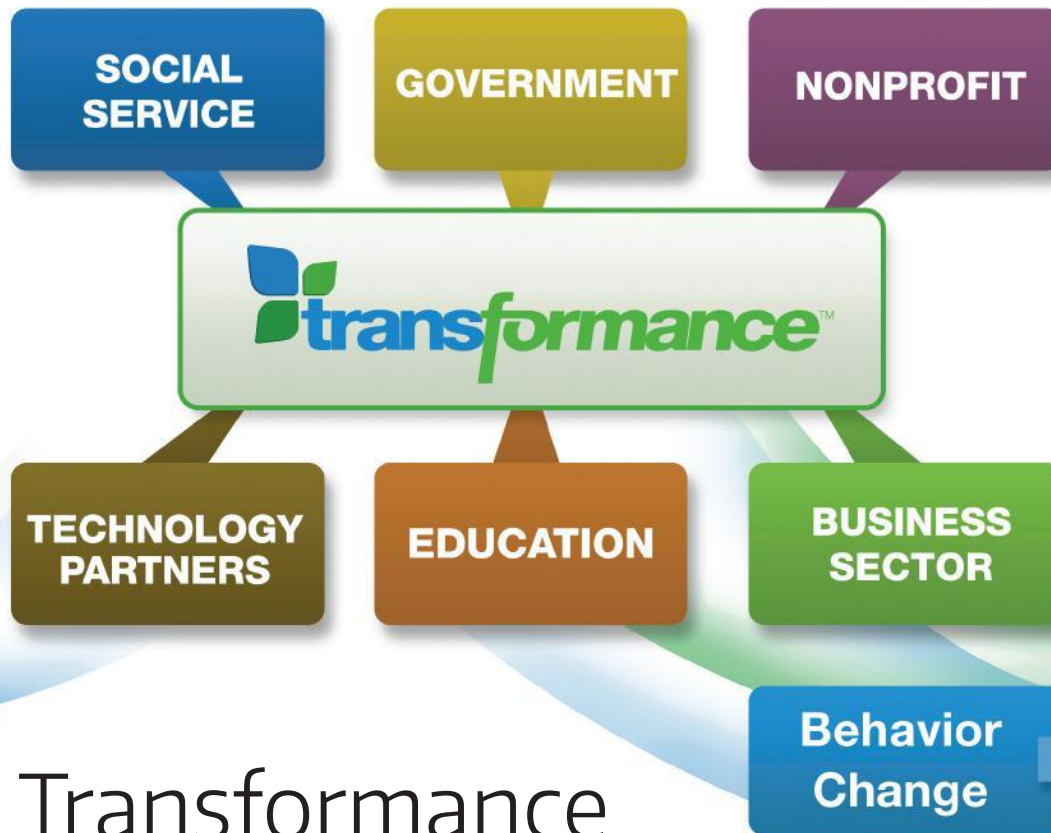 SOCIAL
SERVICE
GOVERNMENT
NONPROFIT
transformance™
TECHNOLOGY
PARTNERS
EDUCATION
BUSINESS
SECTOR
Behavior
Change
Transformance